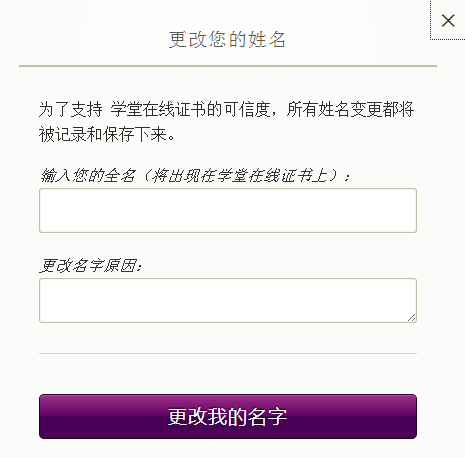 更改您的姓名
为了支持 学堂在线证书的可信度，所有姓名变更都将
被记录和保存下来。
输入您的全名（将出现在学堂在线证书上）：
更改名字原因：
更改我的名字